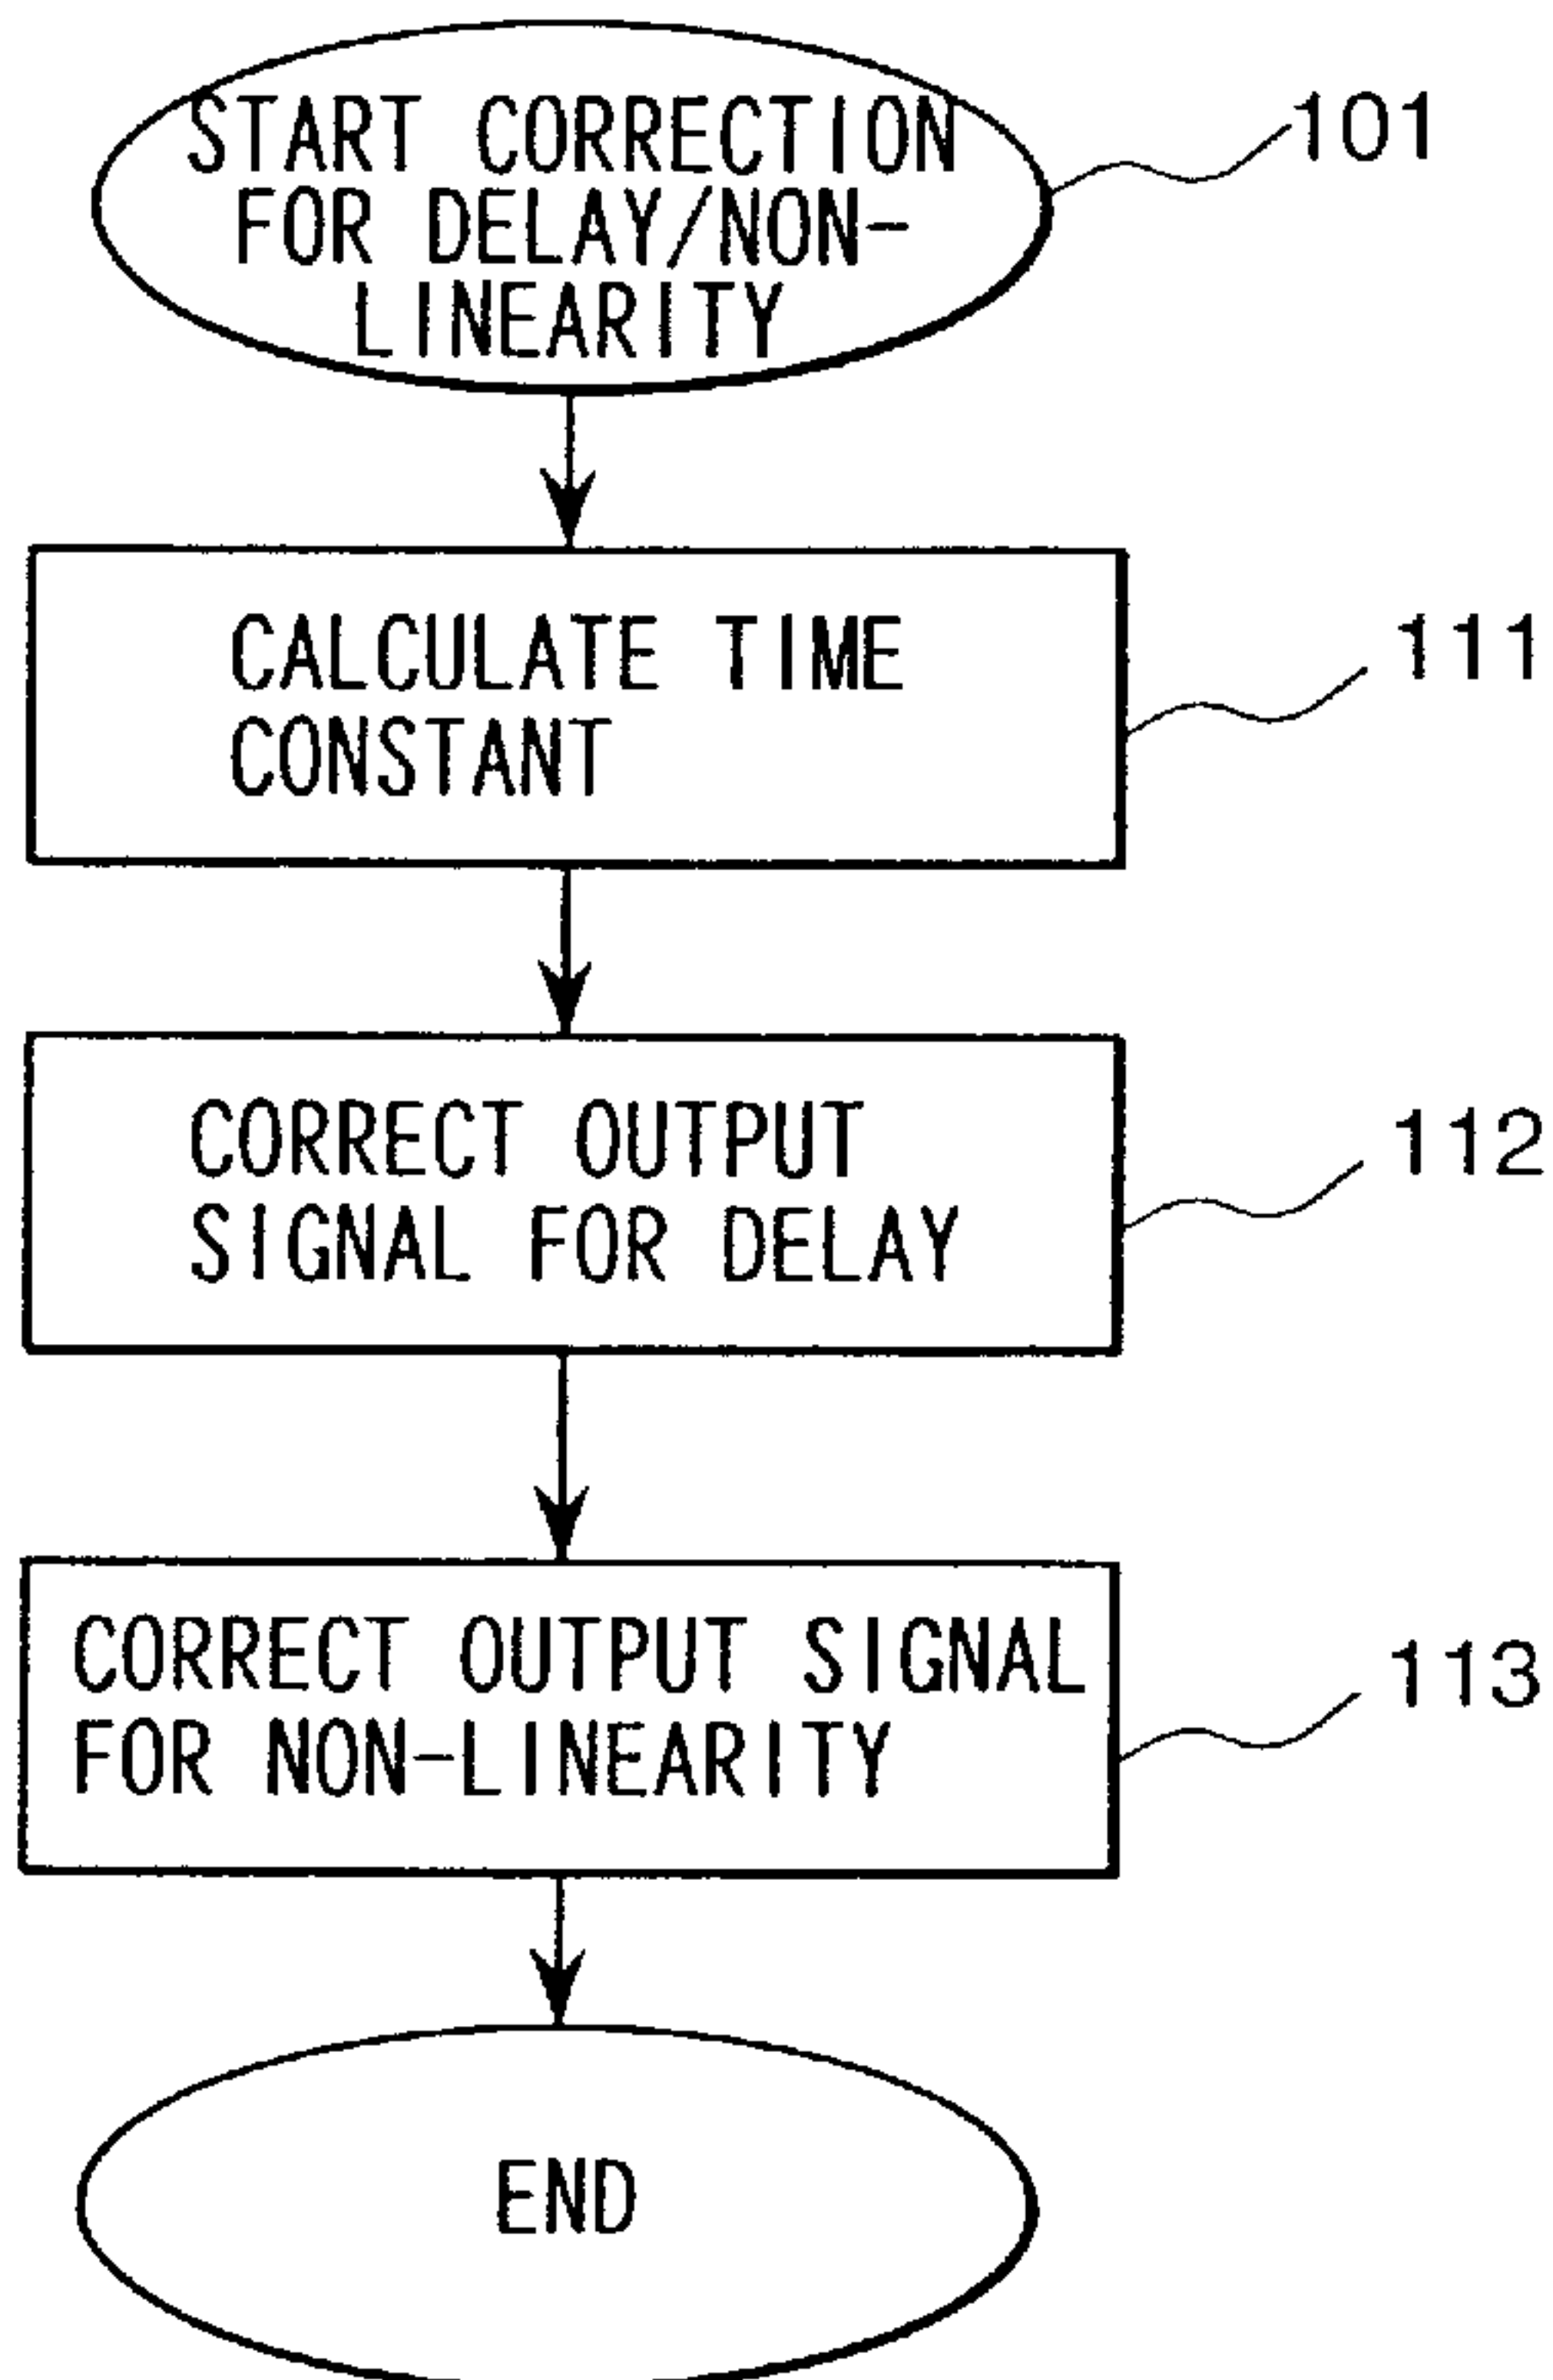 START CORRECTION
FOR DELAY/NON-
LINEARITY
101
CALCULATE TIME
CONSTANT
111
CORRECT OUTPUT
SIGNAL FOR DELAY
112
CORRECT OUTPUT SIGNAL
FOR NON-LINEARITY
113
END